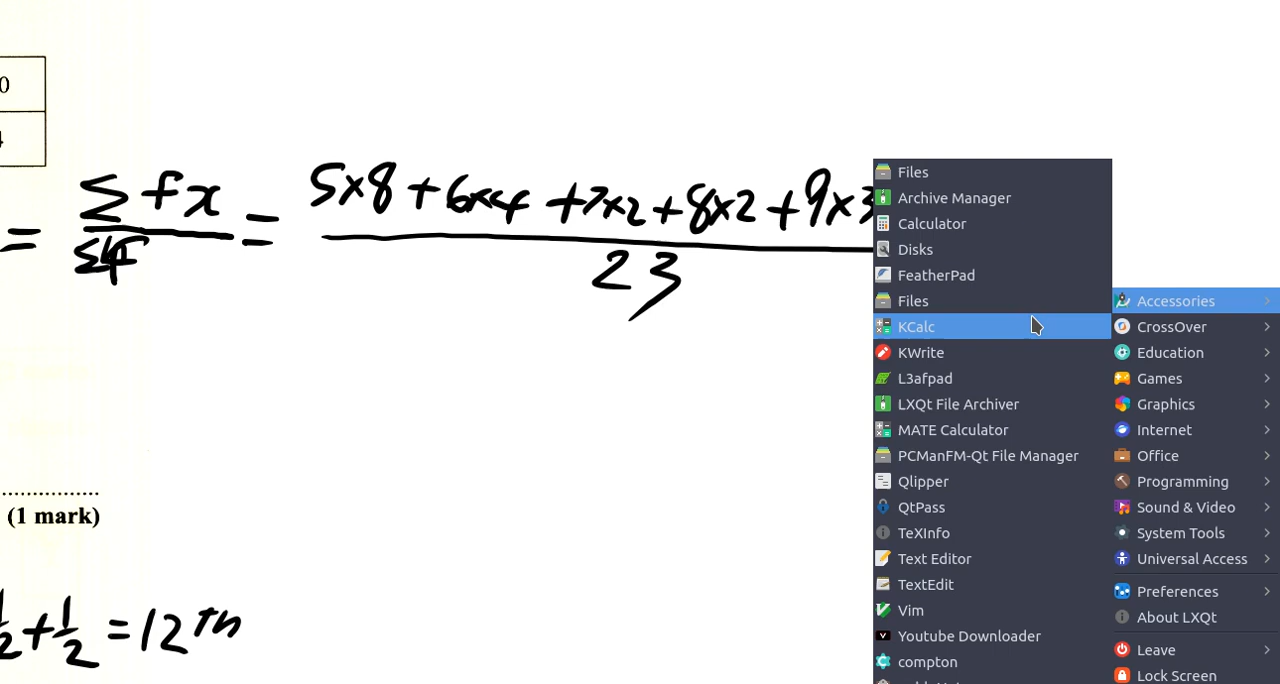 0
4
= Σfx = 5×8+6×4+7×2+8×2+9×3
Σf
23
(1 mark)
½+½=12th
Files
Archive Manager
Calculator
Disks
FeatherPad
Files
KCalc
KWrite
L3afpad
LXQt File Archiver
MATE Calculator
PCManFM-Qt File Manager
Qlipper
QtPass
TeXInfo
Text Editor
TextEdit
Vim
Youtube Downloader
compton
Accessories
CrossOver
Education
Games
Graphics
Internet
Office
Programming
Sound & Video
System Tools
Universal Access
Preferences
About LXQt
Leave
Lock Screen